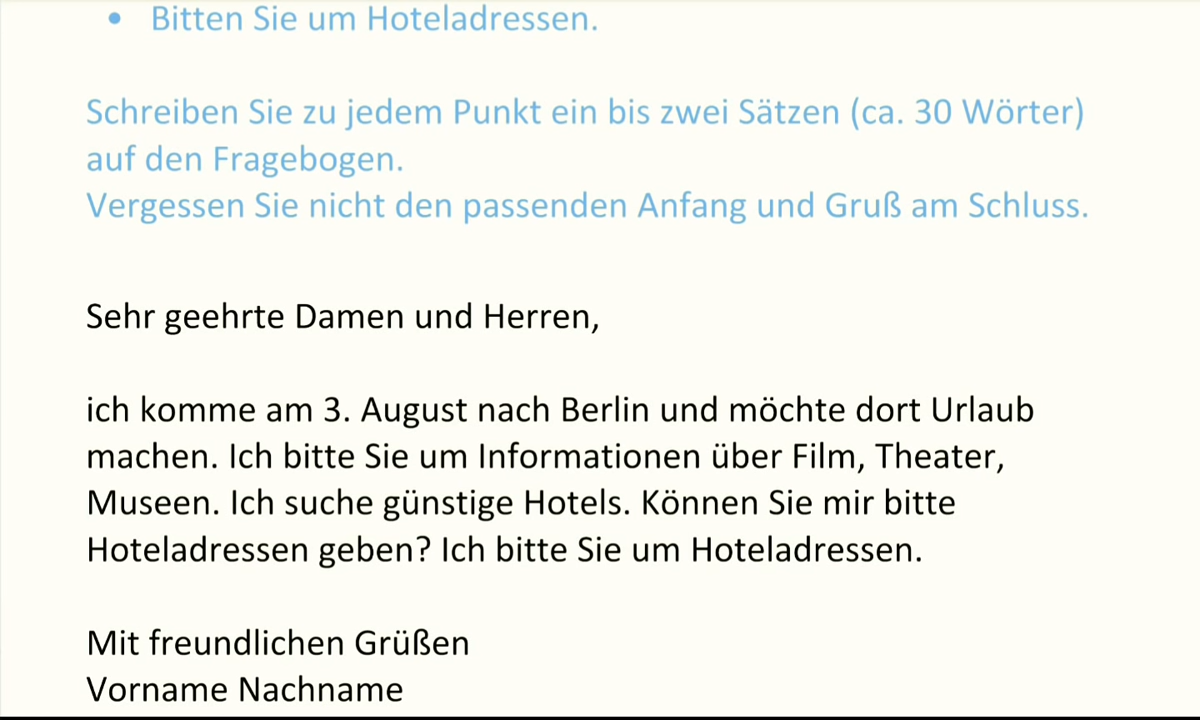 • Bitten Sie um Hoteladressen.
Schreiben Sie zu jedem Punkt ein bis zwei Sätzen (ca. 30 Wörter)
auf den Fragebogen.
Vergessen Sie nicht den passenden Anfang und Gruß am Schluss.
Sehr geehrte Damen und Herren,
ich komme am 3. August nach Berlin und möchte dort Urlaub
machen. Ich bitte Sie um Informationen über Film, Theater,
Museen. Ich suche günstige Hotels. Können Sie mir bitte
Hoteladressen geben? Ich bitte Sie um Hoteladressen.
Mit freundlichen Grüßen
Vorname Nachname